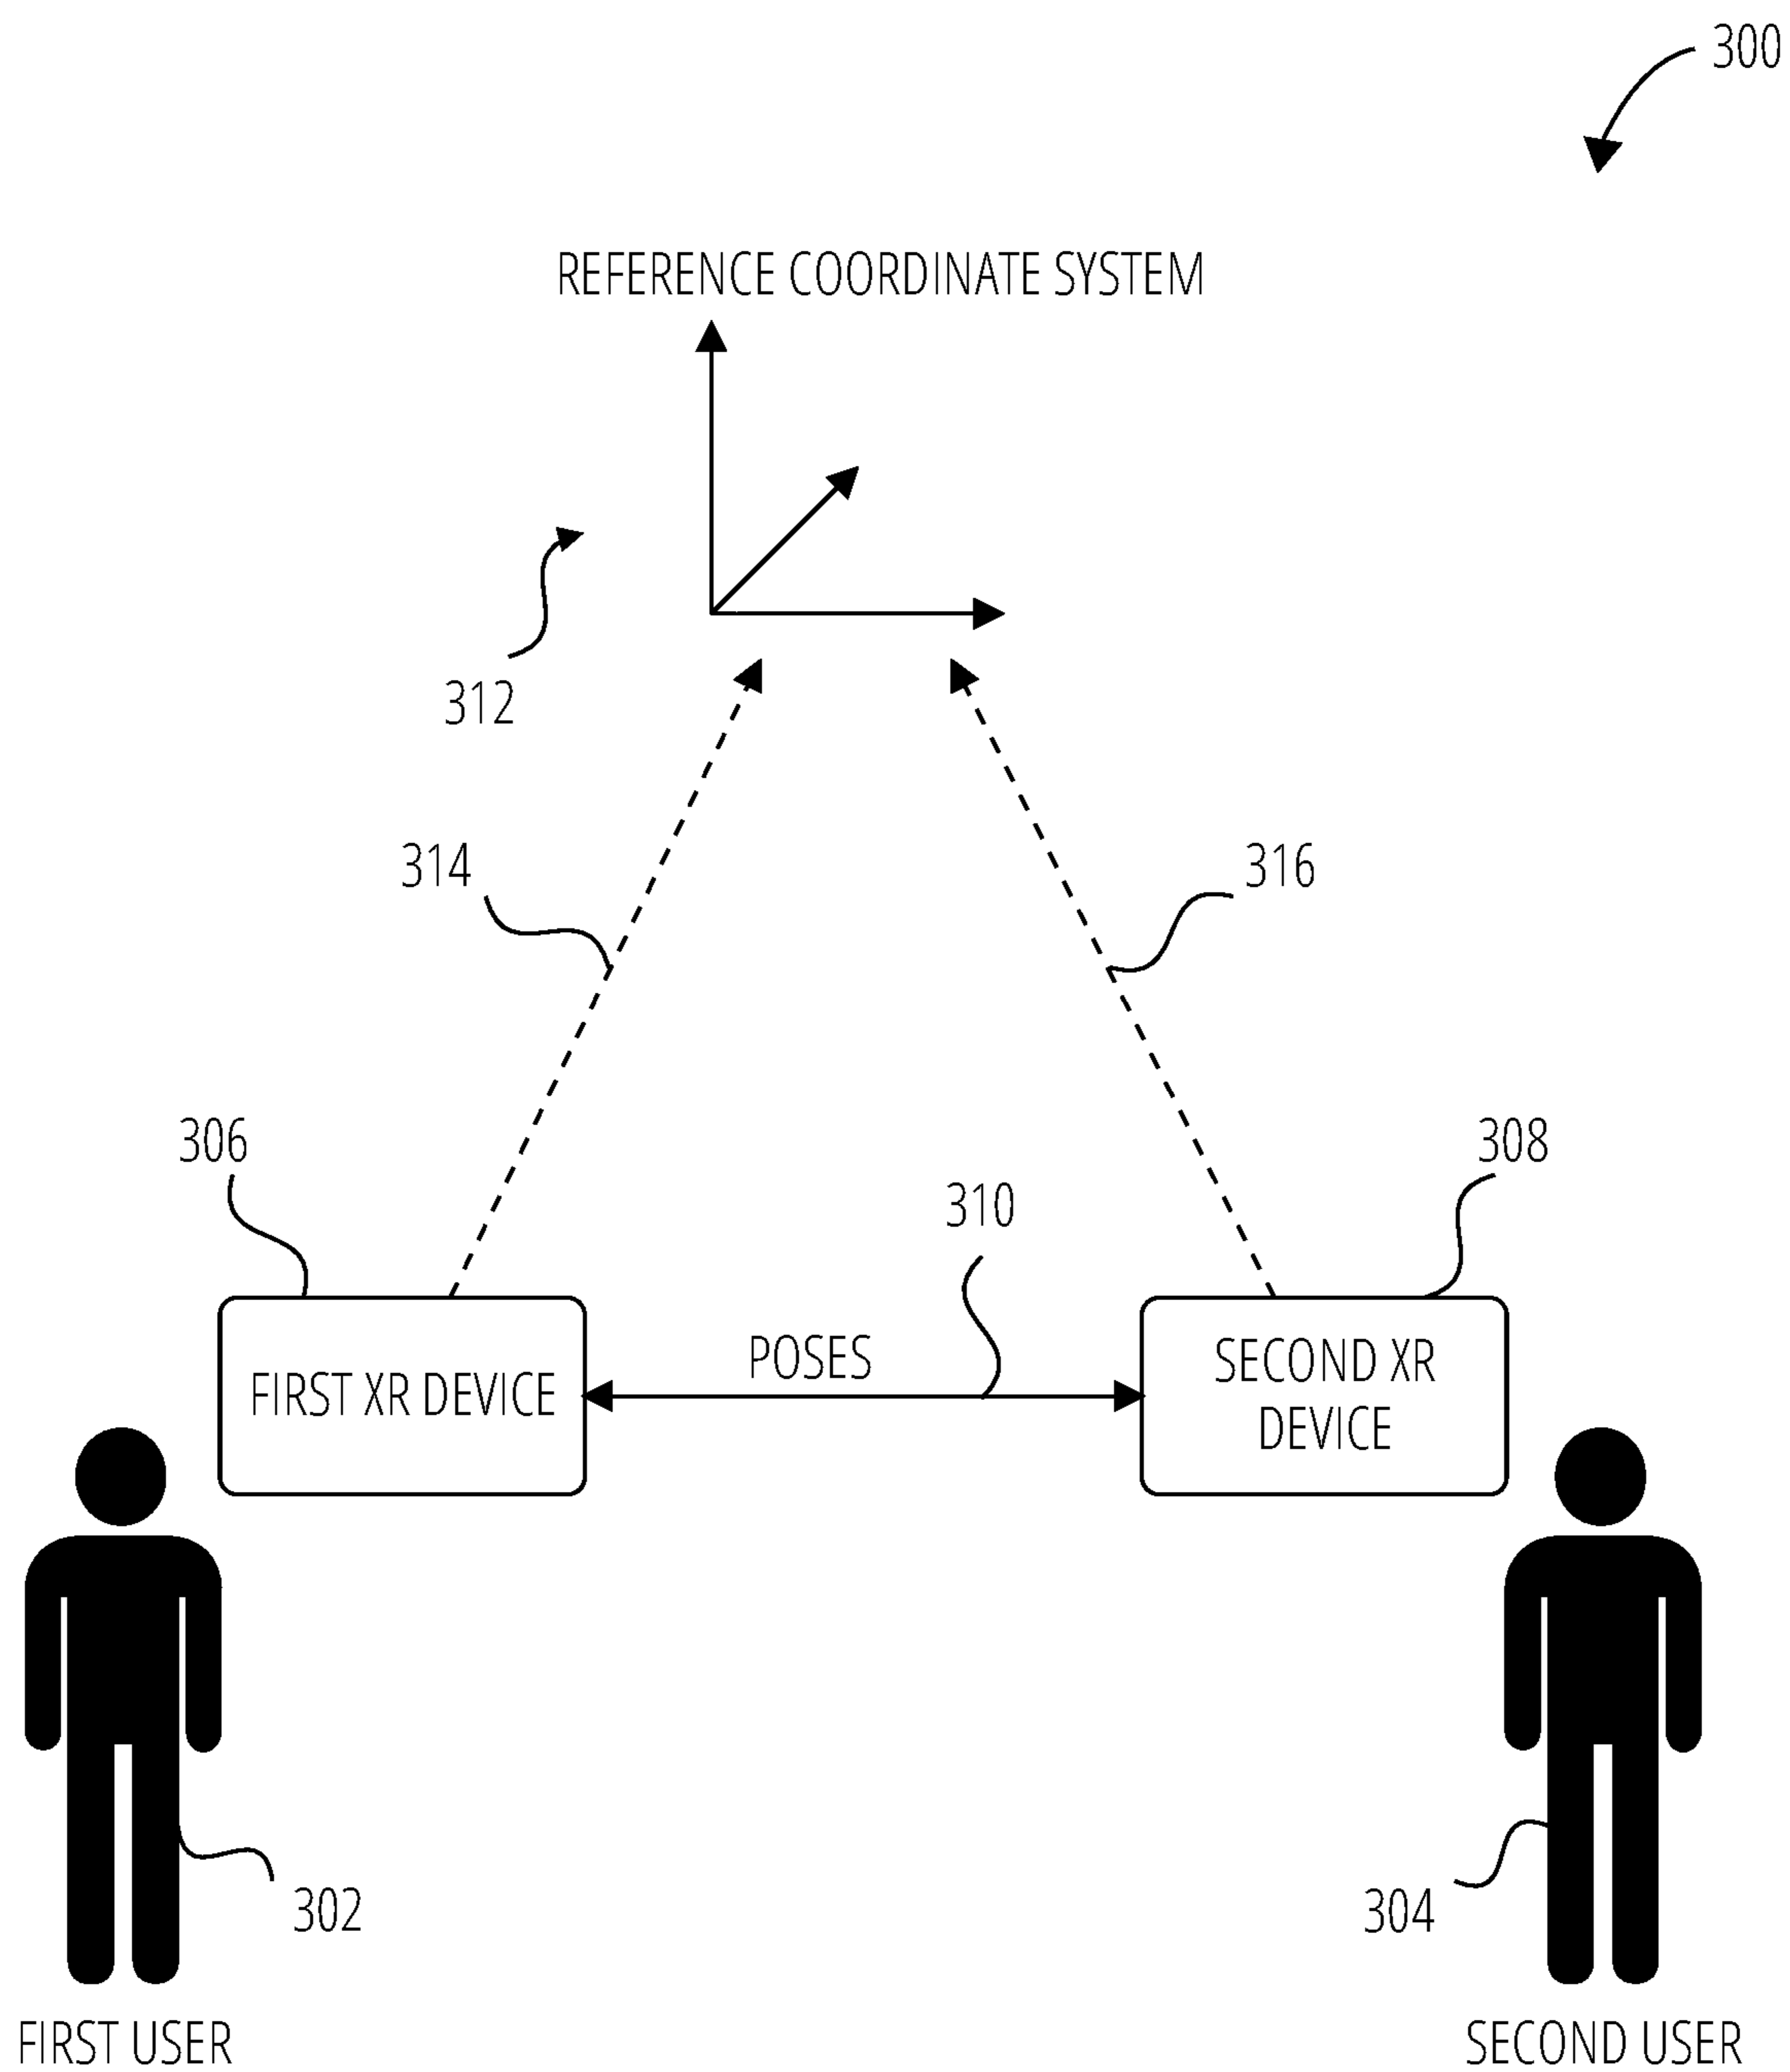 300
REFERENCE COORDINATE SYSTEM
312
314
316
306
308
310
POSES
FIRST XR DEVICE
SECOND XR
DEVICE
302
304
FIRST USER
SECOND USER